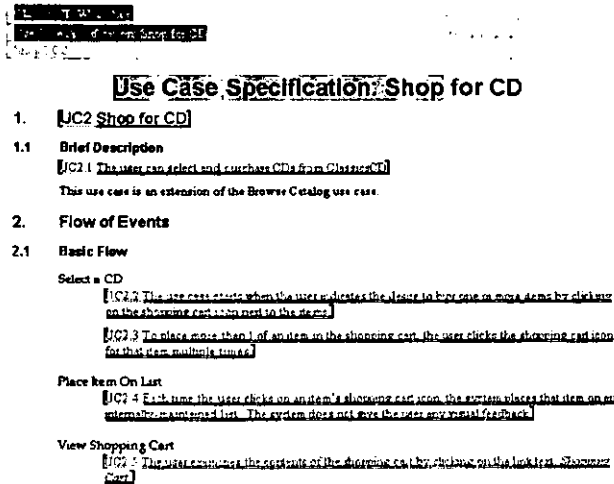 Shop for CD
Use Case Specification: Shop for CD
1. [UC2 Shop for CD]
1.1 Brief Description
[UC2.1 The user can select and purchase CDs from ClassicsCD]
This use case is an extension of the Browse Catalog use case.
2. Flow of Events
2.1 Basic Flow
Select a CD
[UC2.2 The use case starts when the user indicates the desire to buy one or more items by clicking
on the shopping cart icon next to the items.]
[UC2.3 To place more than 1 of an item in the shopping cart, the user clicks the shopping cart icon
for that item multiple times.]
Place Item On List
[UC2.4 Each time the user clicks on an item's shopping cart icon, the system places that item on an
internally-maintained list. The system does not give the user any visual feedback.]
View Shopping Cart
[UC2.5 The user examines the contents of the shopping cart by clicking on the link text, Shopping
Cart.]